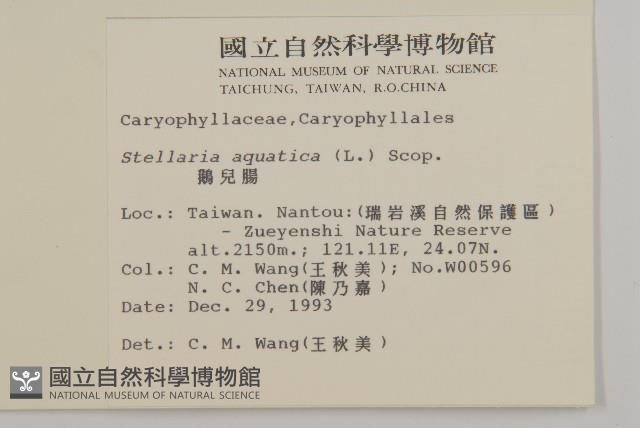 國立自然科學博物館
NATIONAL MUSEUM OF NATURAL SCIENCE
TAICHUNG, TAIWAN, R.O.CHINA
Caryophyllaceae,Caryophyllales
Stellaria aquatica (L.) Scop.
鵝兒腸
Loc.: Taiwan. Nantou:(瑞岩溪自然保護區)
- Zueyenshi Nature Reserve
alt.2150m.; 121.11E, 24.07N.
Col.: C. M. Wang(王秋美); No.W00596
N. C. Chen(陳乃嘉)
Date: Dec. 29, 1993
Det.: C. M. Wang(王秋美)
國立自然科學博物館
NATIONAL MUSEUM OF NATURAL SCIENCE